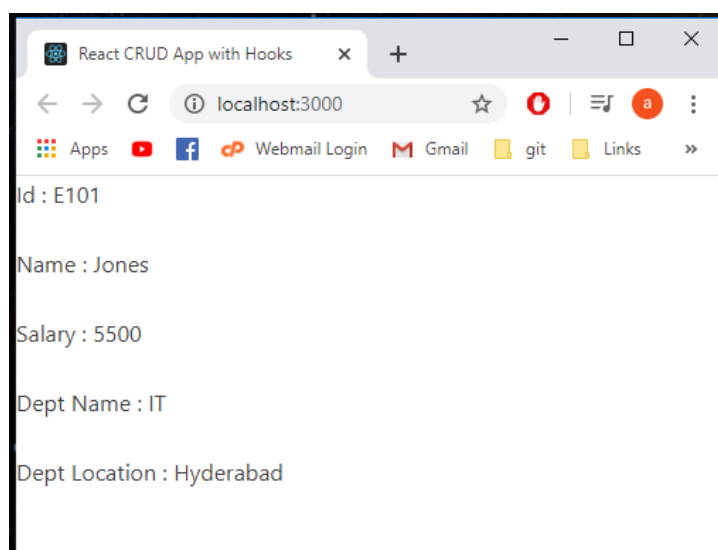 React CRUD App with Hooks
localhost:3000
a
Apps
f
cP Webmail Login
M Gmail
git
Links
»
Id : E101
Name : Jones
Salary : 5500
Dept Name : IT
Dept Location : Hyderabad